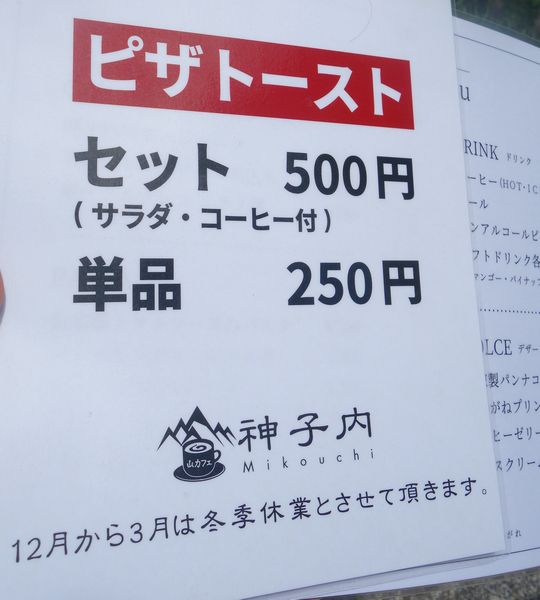 ピザトースト
セット 500円
(サラダ・コーヒー付)
単品 250円
山カフェ
神子内
Mikouchi
12月から3月は冬季休業とさせて頂きます。
u
RINK ドリンク
ーヒー(HOT・IC
ール
ンアルコールビ
フトドリンク各
マンゴー・パイナッフ
OLCE デザー
製パンナコ
がねプリン
ヒーゼリー
スクリー
がれ